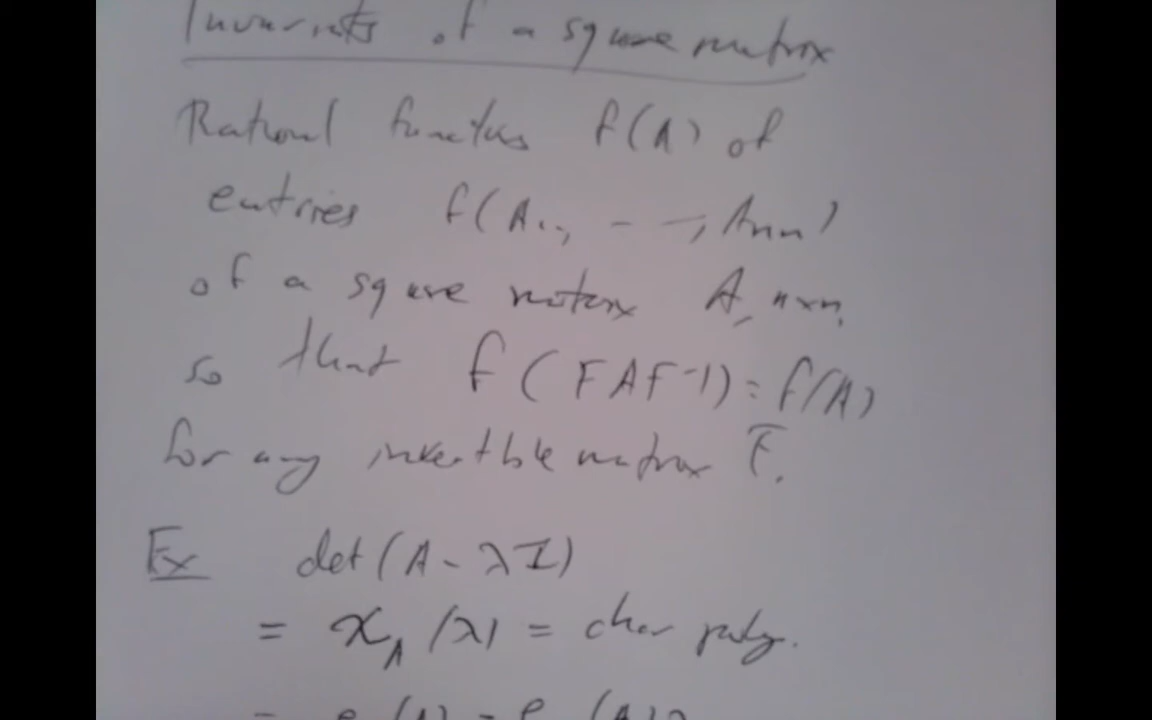 Invariants of a square matrix
Rational functions f(A) of
entries f(A11, - -, Ann)
of a square matrix A, n×n,
so that f(FAF⁻¹) = f(A)
for any invertible matrix F.
Ex det(A - λI)
= χ_A(λ) = char poly.
= e (A) - e (A)λ